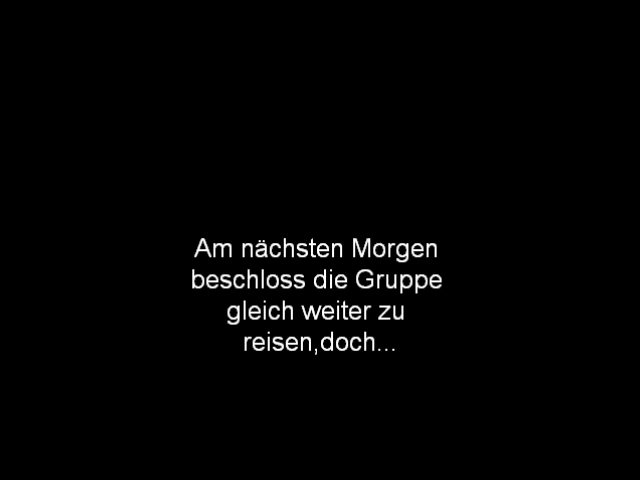 Am nächsten Morgen
beschloss die Gruppe
gleich weiter zu
reisen,doch...